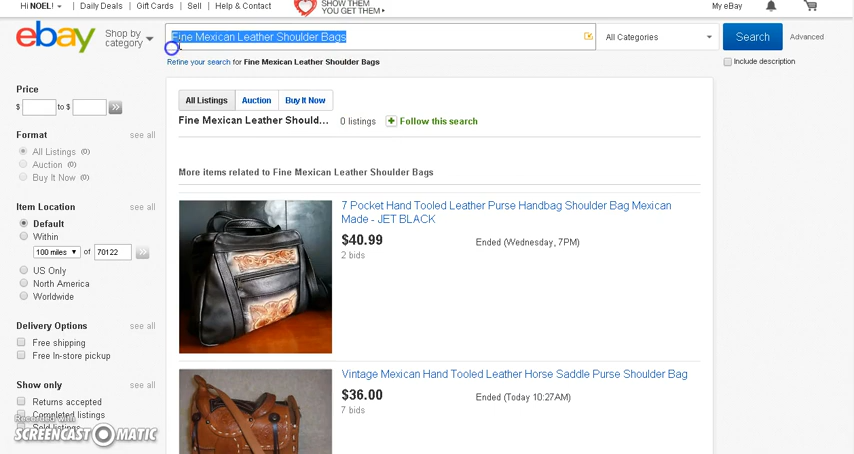 Hi NOEL!
Daily Deals
Gift Cards
Sell
Help & Contact
SHOW THEM
YOU GET THEM
My eBay
ebay
Shop by
category
Fine Mexican Leather Shoulder Bags
All Categories
Search
Advanced
Refine your search for Fine Mexican Leather Shoulder Bags
Include description
Price
$ to $
Format
see all
All Listings (0)
Auction (0)
Buy It Now (0)
Item Location
see all
Default
Within
100 miles of 70122
US Only
North America
Worldwide
Delivery Options
see all
Free shipping
Free In-store pickup
Show only
see all
Returns accepted
Completed listings
Sold listings
All Listings
Auction
Buy It Now
Fine Mexican Leather Should...
0 listings
Follow this search
More items related to Fine Mexican Leather Shoulder Bags
7 Pocket Hand Tooled Leather Purse Handbag Shoulder Bag Mexican
Made - JET BLACK
$40.99
Ended (Wednesday, 7PM)
2 bids
Vintage Mexican Hand Tooled Leather Horse Saddle Purse Shoulder Bag
$36.00
Ended (Today 10:27AM)
7 bids
Recorded with
SCREENCAST-O-MATIC